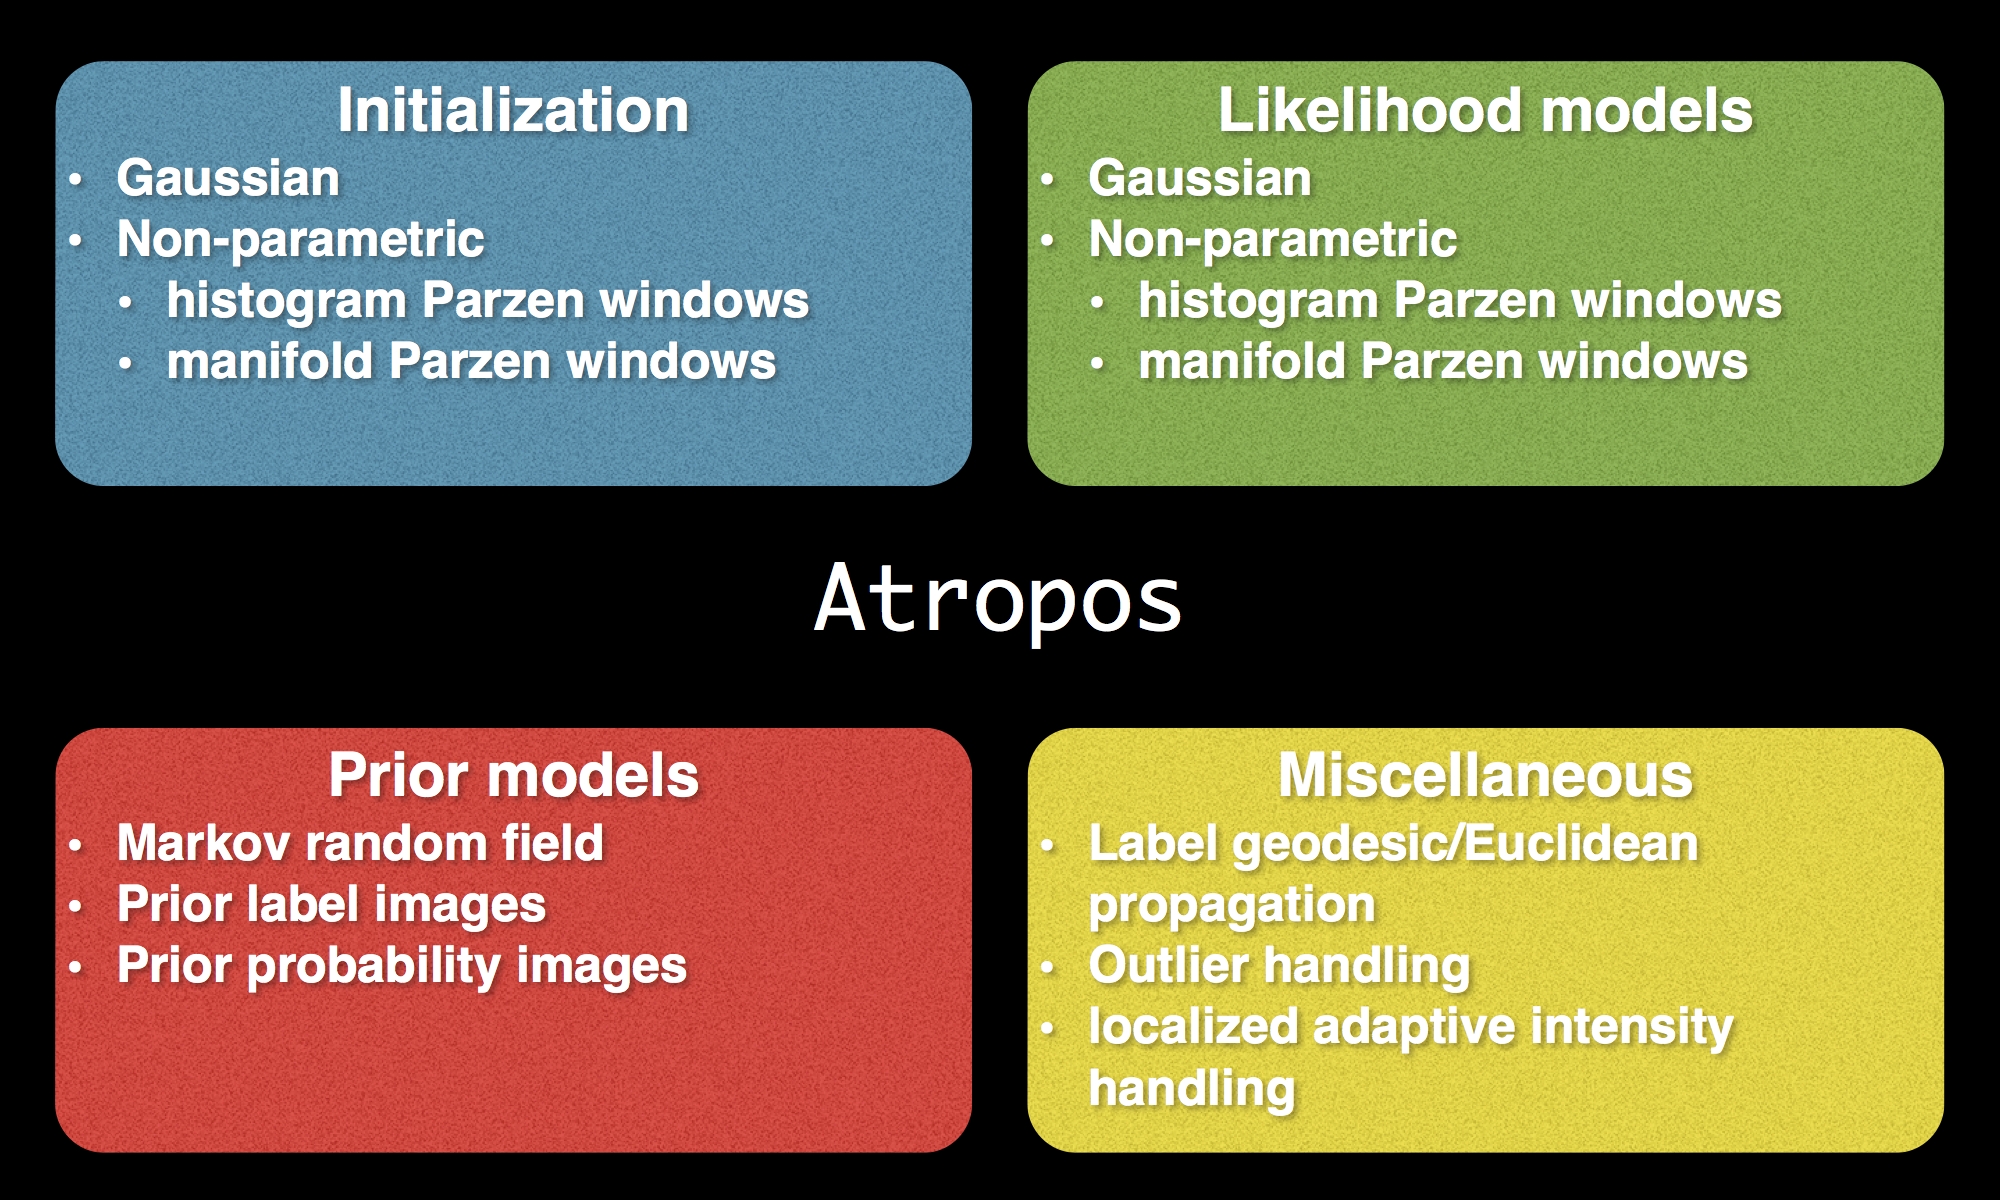 Initialization
• Gaussian
• Non-parametric
• histogram Parzen windows
• manifold Parzen windows
Likelihood models
• Gaussian
• Non-parametric
• histogram Parzen windows
• manifold Parzen windows
Atropos
Prior models
• Markov random field
• Prior label images
• Prior probability images
Miscellaneous
• Label geodesic/Euclidean
propagation
• Outlier handling
• localized adaptive intensity
handling